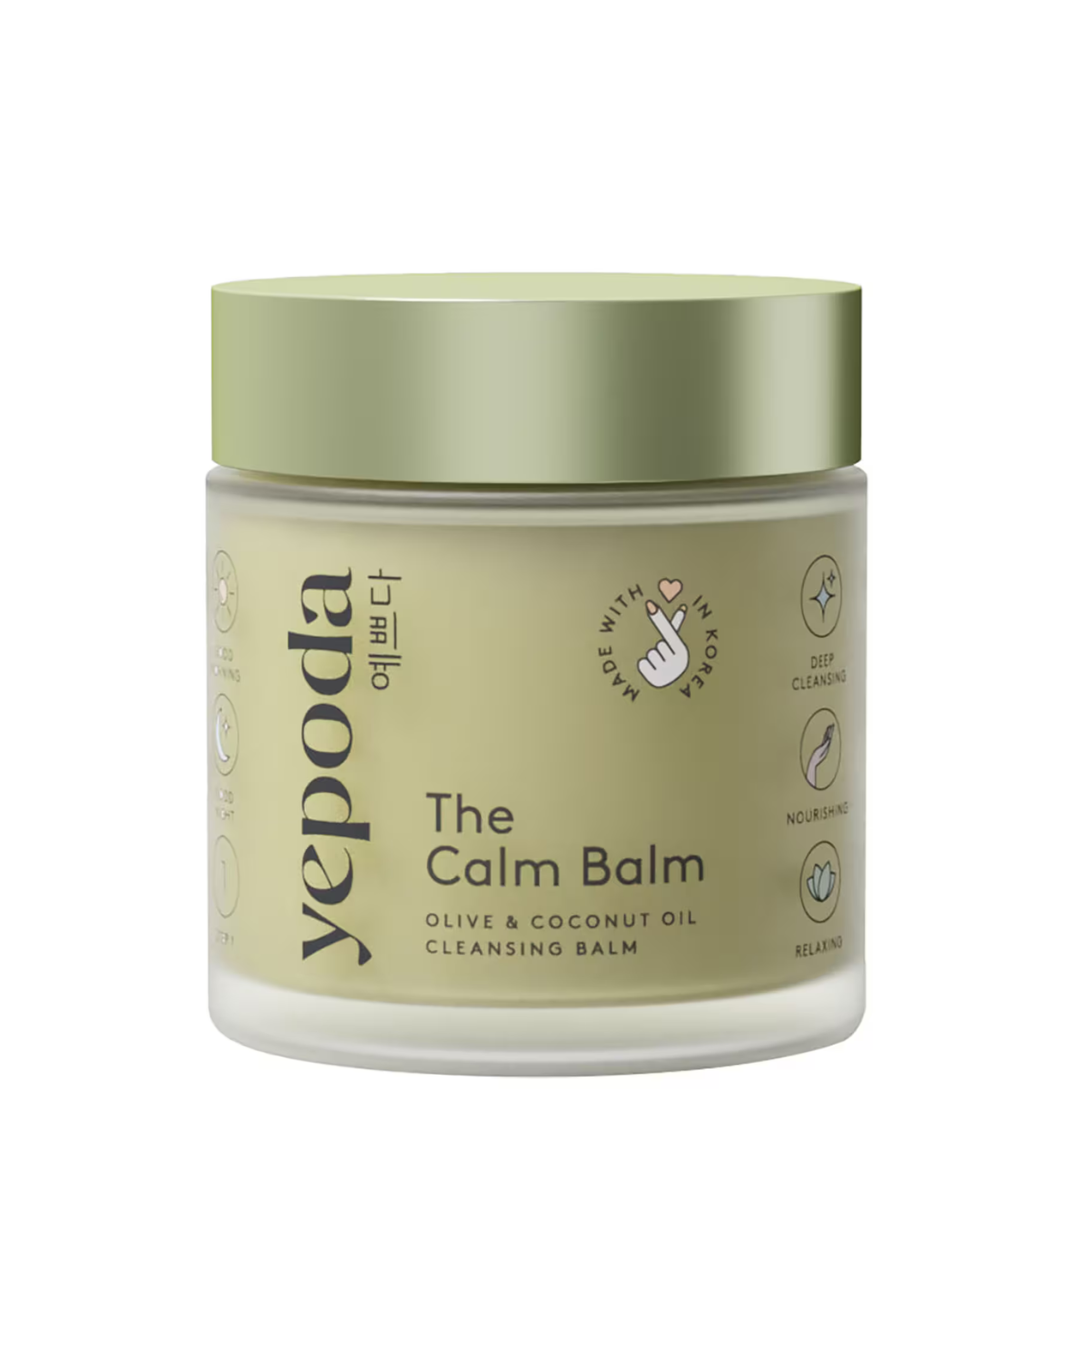 yepoda
예쁘다
MADE WITH
IN KOREA
The
Calm Balm
OLIVE & COCONUT OIL
CLEANSING BALM
DEEP
CLEANSING
NOURISHING
RELAXING